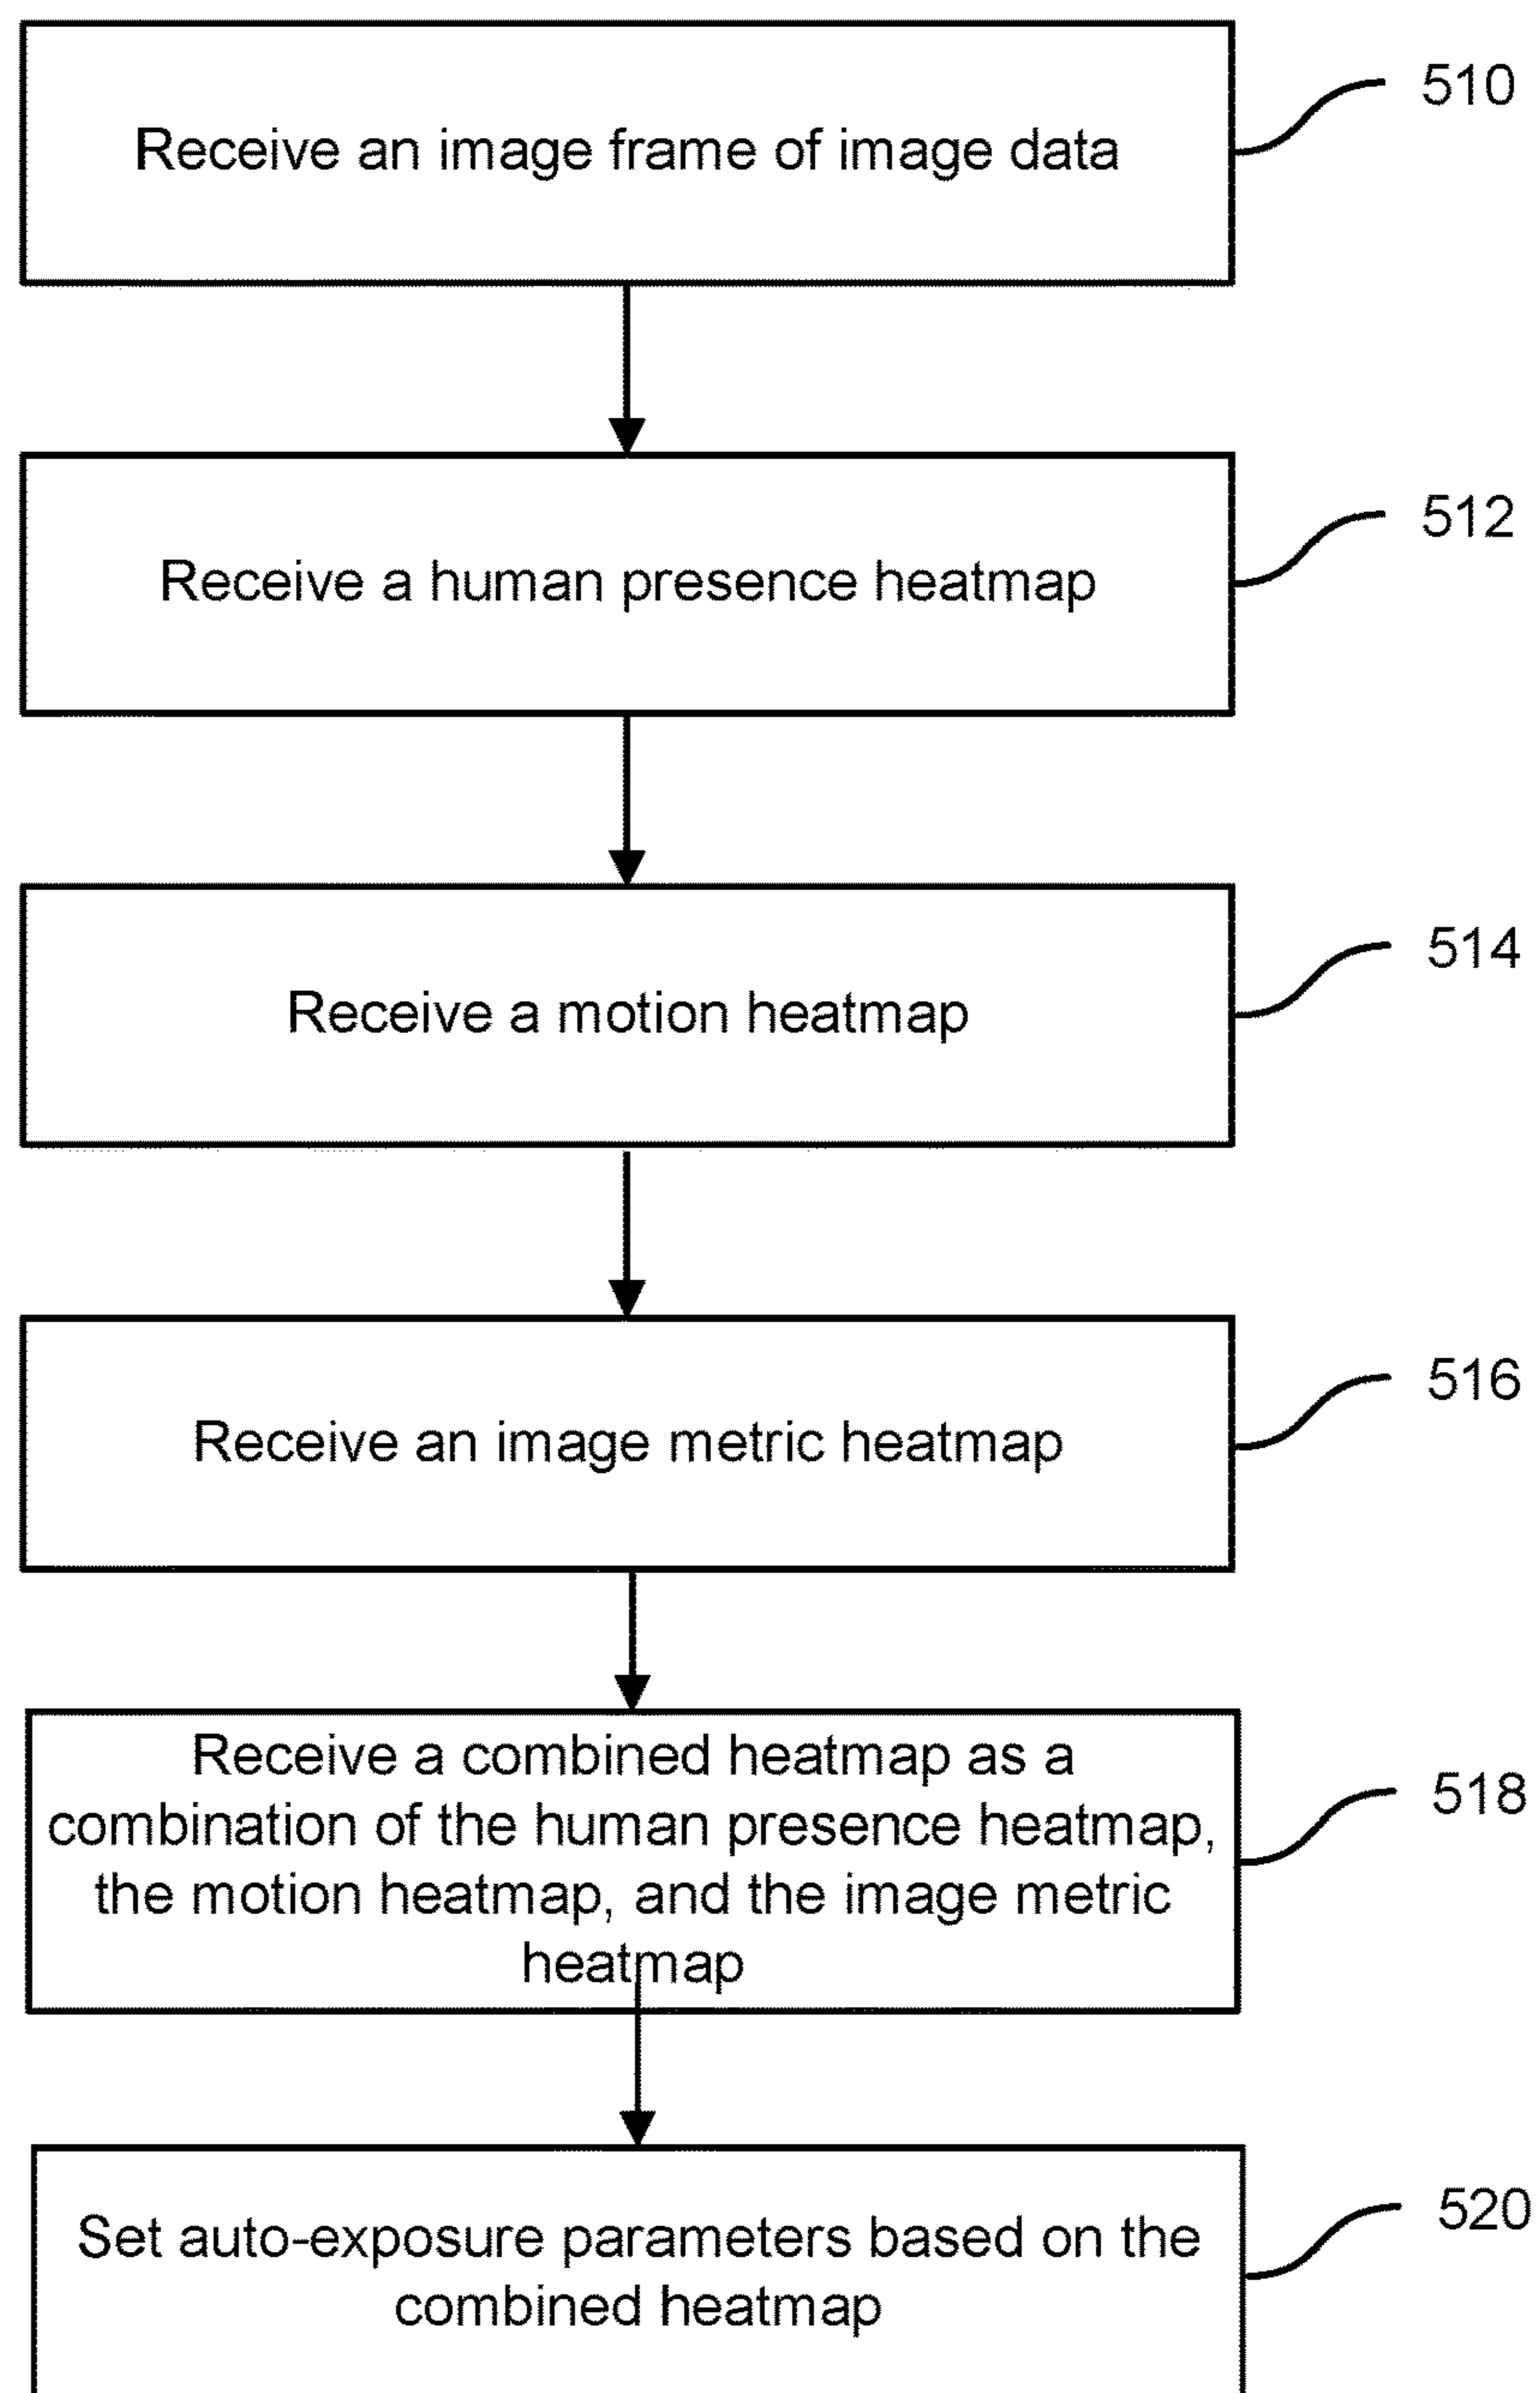 Receive an image frame of image data
510
Receive a human presence heatmap
512
Receive a motion heatmap
514
Receive an image metric heatmap
516
Receive a combined heatmap as a
combination of the human presence heatmap,
the motion heatmap, and the image metric
heatmap
518
Set auto-exposure parameters based on the
combined heatmap
520